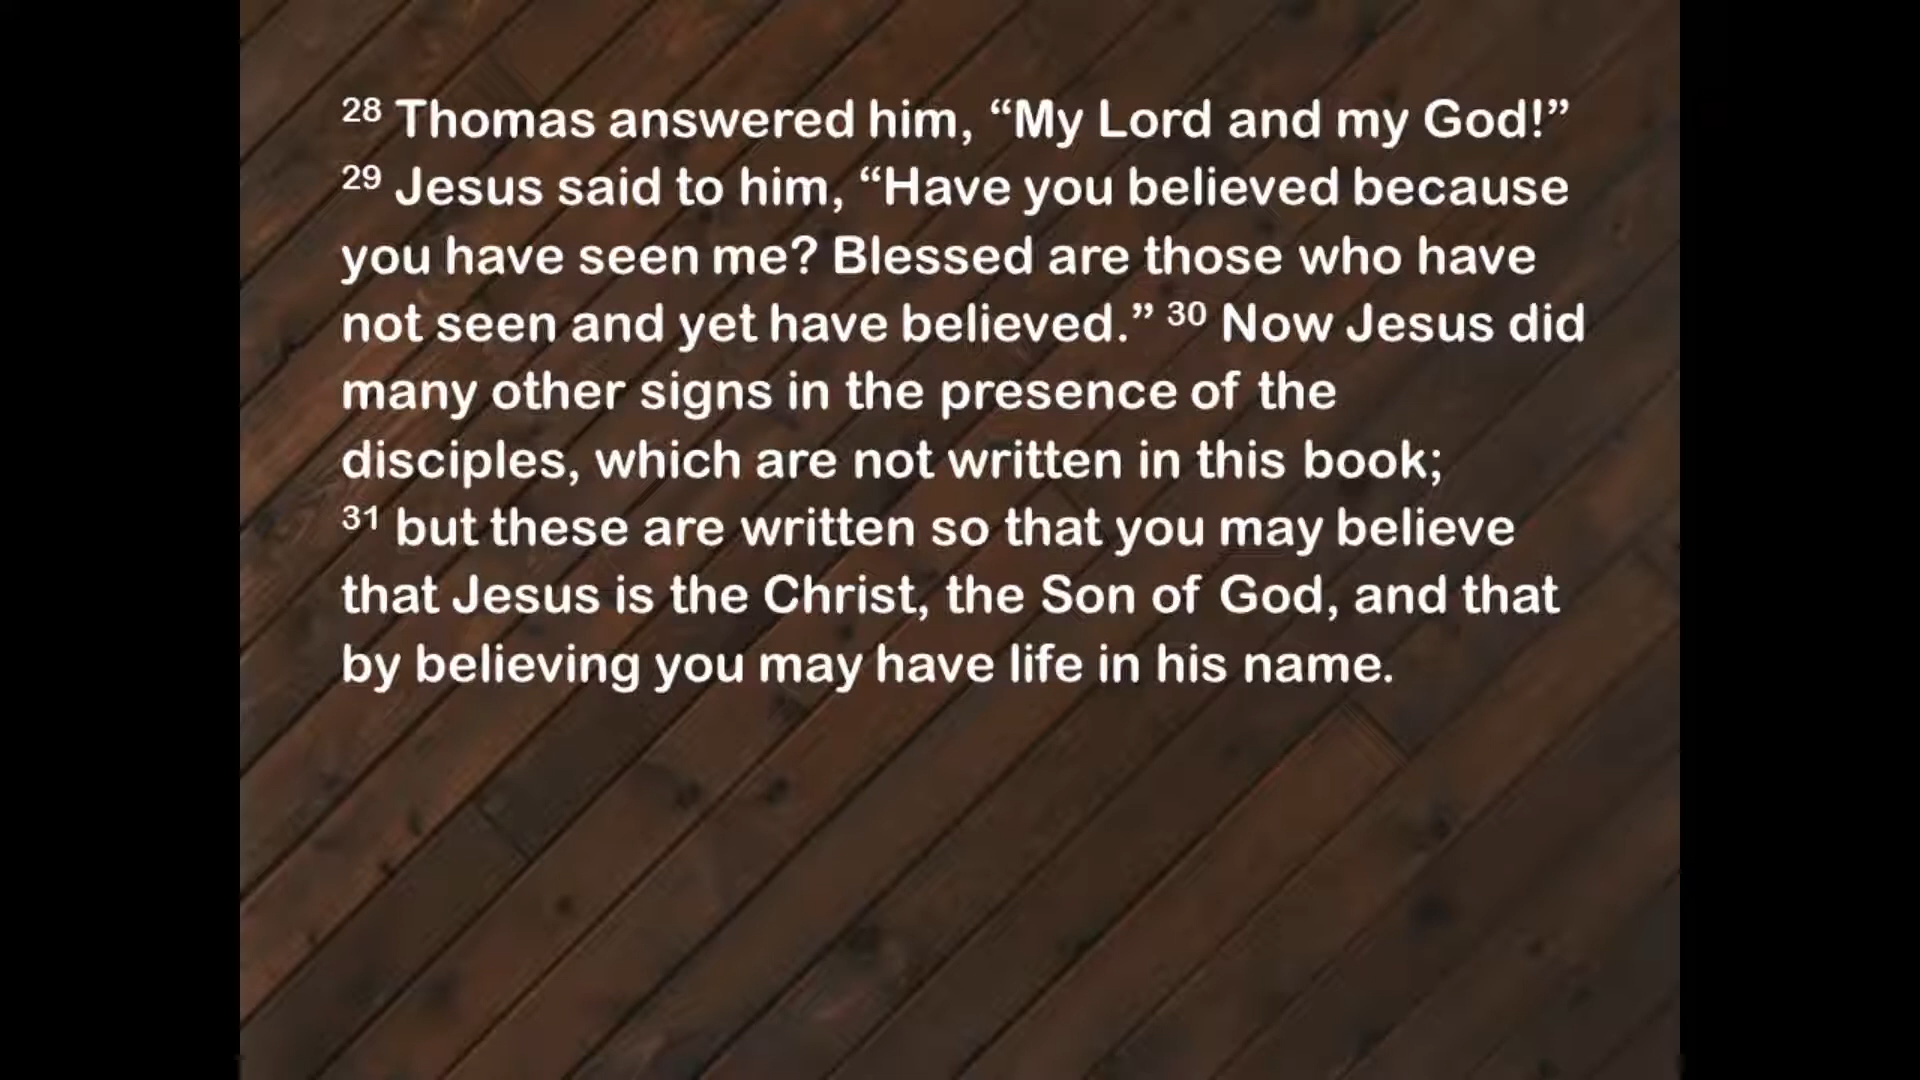 28 Thomas answered him, “My Lord and my God!”
29 Jesus said to him, “Have you believed because
you have seen me? Blessed are those who have
not seen and yet have believed.” 30 Now Jesus did
many other signs in the presence of the
disciples, which are not written in this book;
31 but these are written so that you may believe
that Jesus is the Christ, the Son of God, and that
by believing you may have life in his name.